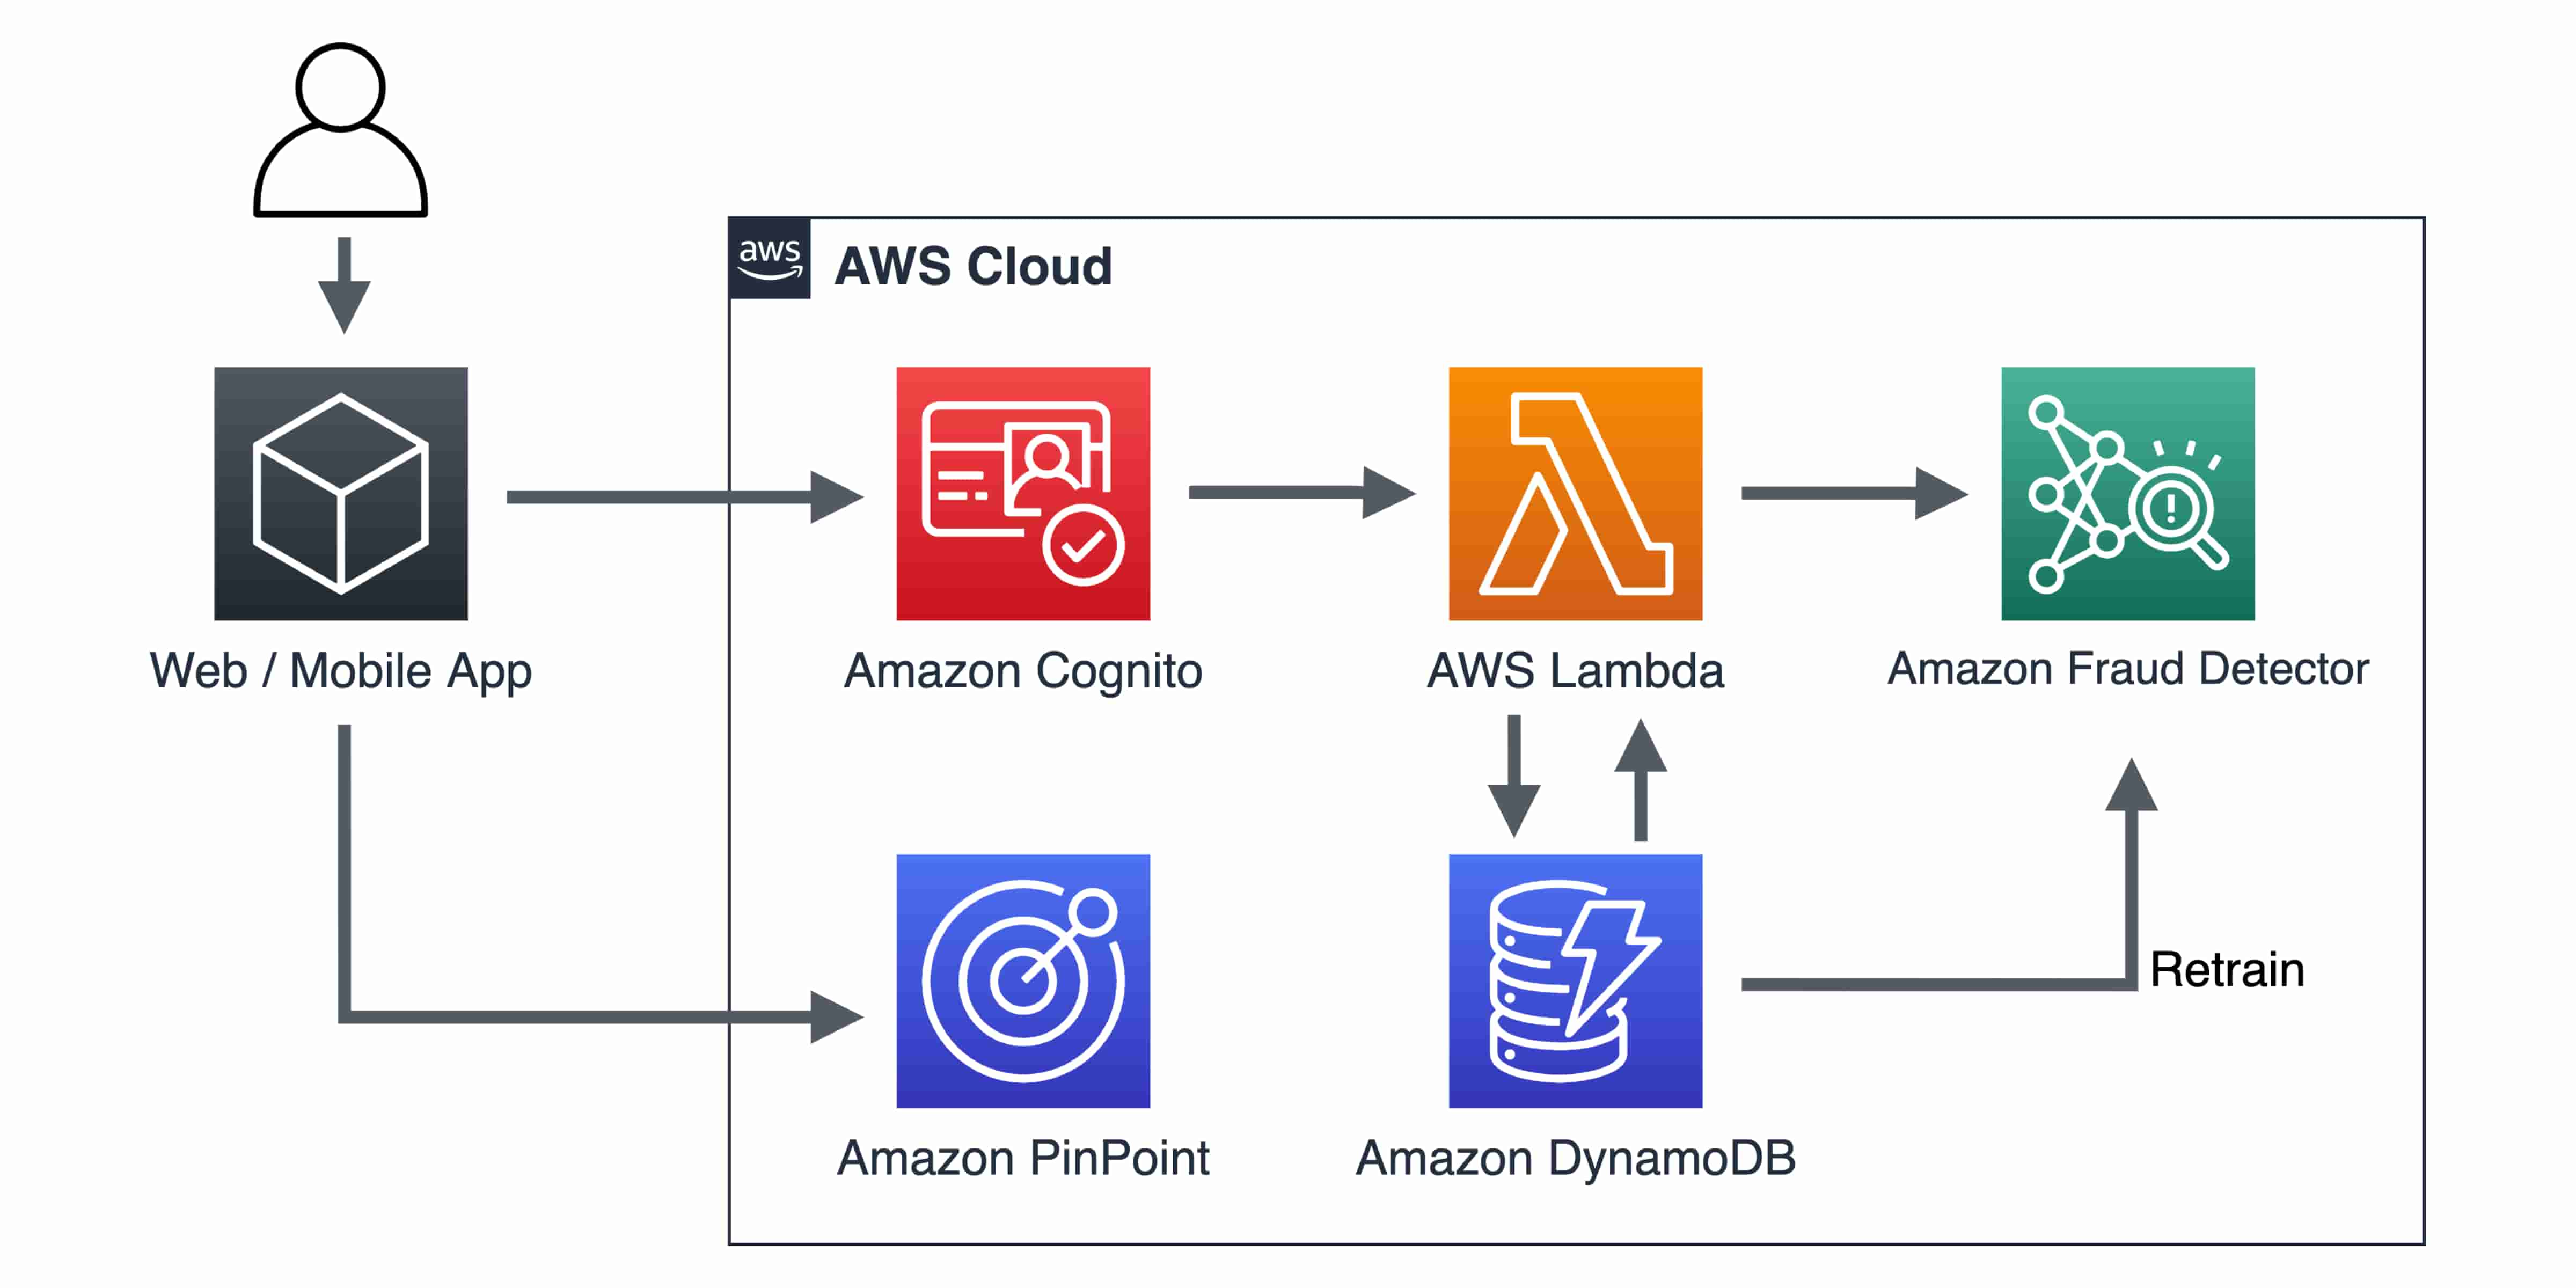 aws
AWS Cloud
Web / Mobile App
Amazon Cognito
AWS Lambda
Amazon Fraud Detector
Retrain
Amazon PinPoint
Amazon DynamoDB